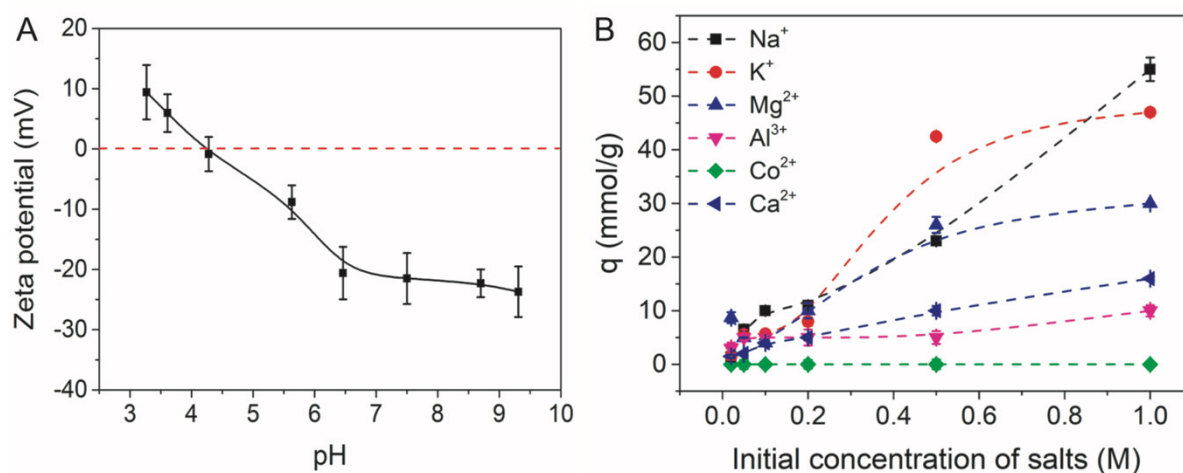 A
Zeta potential (mV)
20
10
0
-10
-20
-30
-40
3 4 5 6 7 8 9 10
pH
B
q (mmol/g)
60
50
40
30
20
10
0
Na⁺
K⁺
Mg²⁺
Al³⁺
Co²⁺
Ca²⁺
0.0 0.2 0.4 0.6 0.8 1.0
Initial concentration of salts (M)